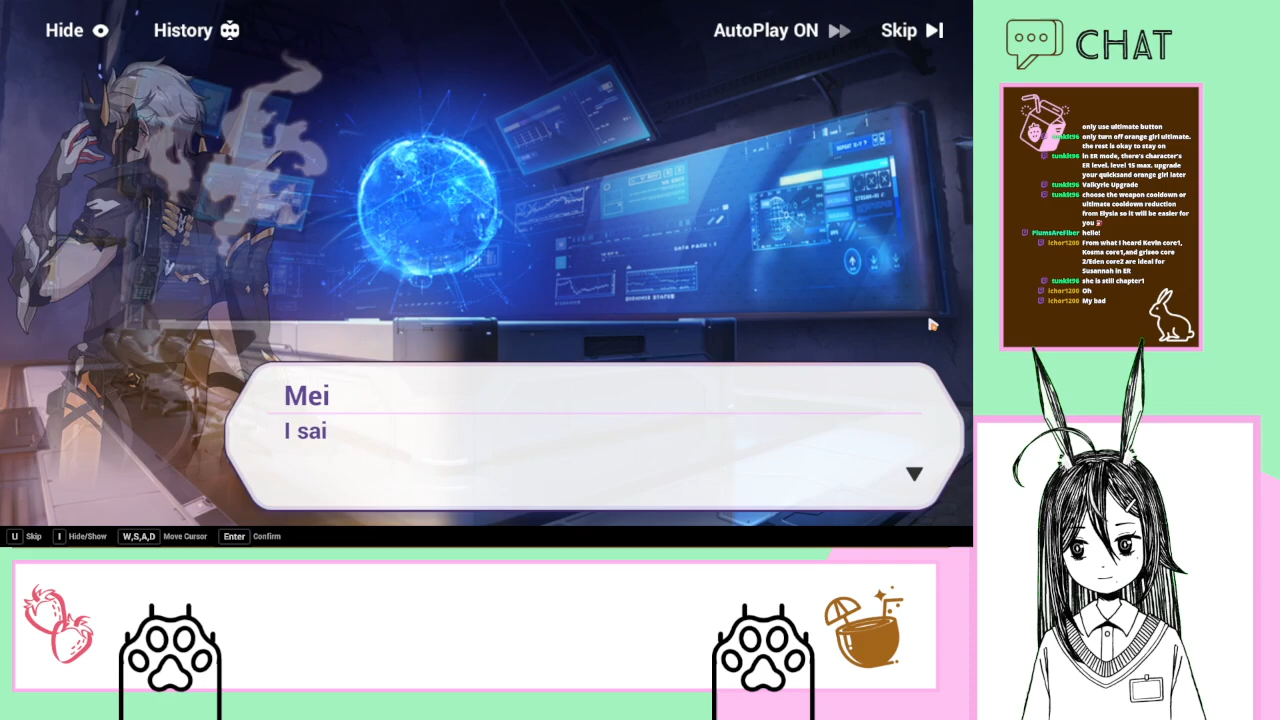 Hide
History
AutoPlay ON
Skip
CHAT
only use ultimate button
tunkit96 only turn off orange girl ultimate.
the rest is okay to stay on
tunkit96 in ER mode, there's character's
ER level. level 15 max. upgrade
your quicksand orange girl later
tunkit96 Valkyrie Upgrade
tunkit96 choose the weapon cooldown or
ultimate cooldown reduction
from Elysia so it will be easier for
you
PlumsAreFiber hello!
Ichor1200 From what I heard Kevin core1,
Kosma core1,and griseo core
2/Eden core2 are ideal for
Susannah in ER
tunkit96 she is still chapter1
Ichor1200 Oh
Ichor1200 My bad
Mei
I sai
U Skip
I Hide/Show
W,S,A,D Move Cursor
Enter Confirm